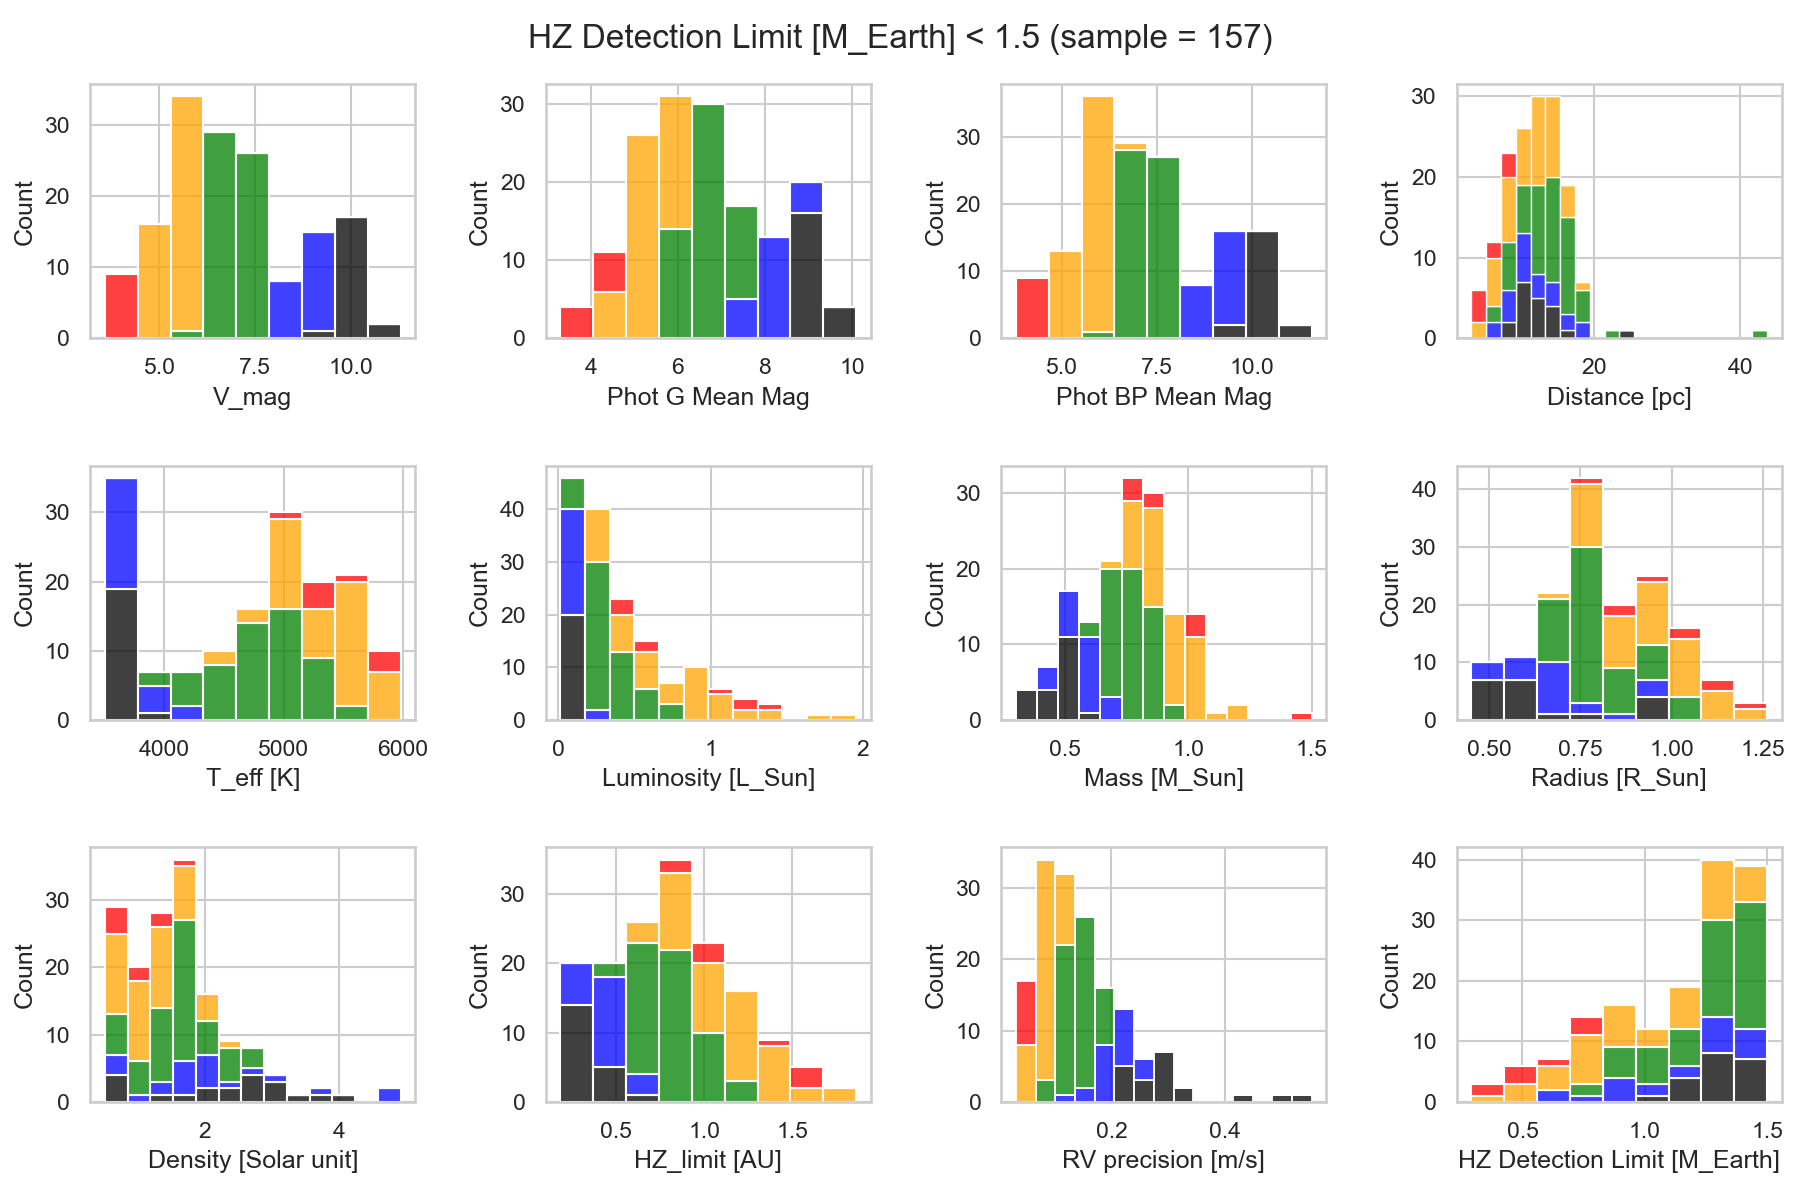 HZ Detection Limit [M_Earth] < 1.5 (sample = 157)
Count
30
20
10
0
5.0 7.5 10.0
V_mag
Count
30
20
10
0
4 6 8 10
Phot G Mean Mag
Count
30
20
10
0
5.0 7.5 10.0
Phot BP Mean Mag
Count
30
20
10
0
20 40
Distance [pc]
Count
30
20
10
0
4000 5000 6000
T_eff [K]
Count
40
30
20
10
0
0 1 2
Luminosity [L_Sun]
Count
30
20
10
0
0.5 1.0 1.5
Mass [M_Sun]
Count
40
30
20
10
0
0.50 0.75 1.00 1.25
Radius [R_Sun]
Count
30
20
10
0
2 4
Density [Solar unit]
Count
30
20
10
0
0.5 1.0 1.5
HZ_limit [AU]
Count
30
20
10
0
0.2 0.4
RV precision [m/s]
Count
40
30
20
10
0
0.5 1.0 1.5
HZ Detection Limit [M_Earth]